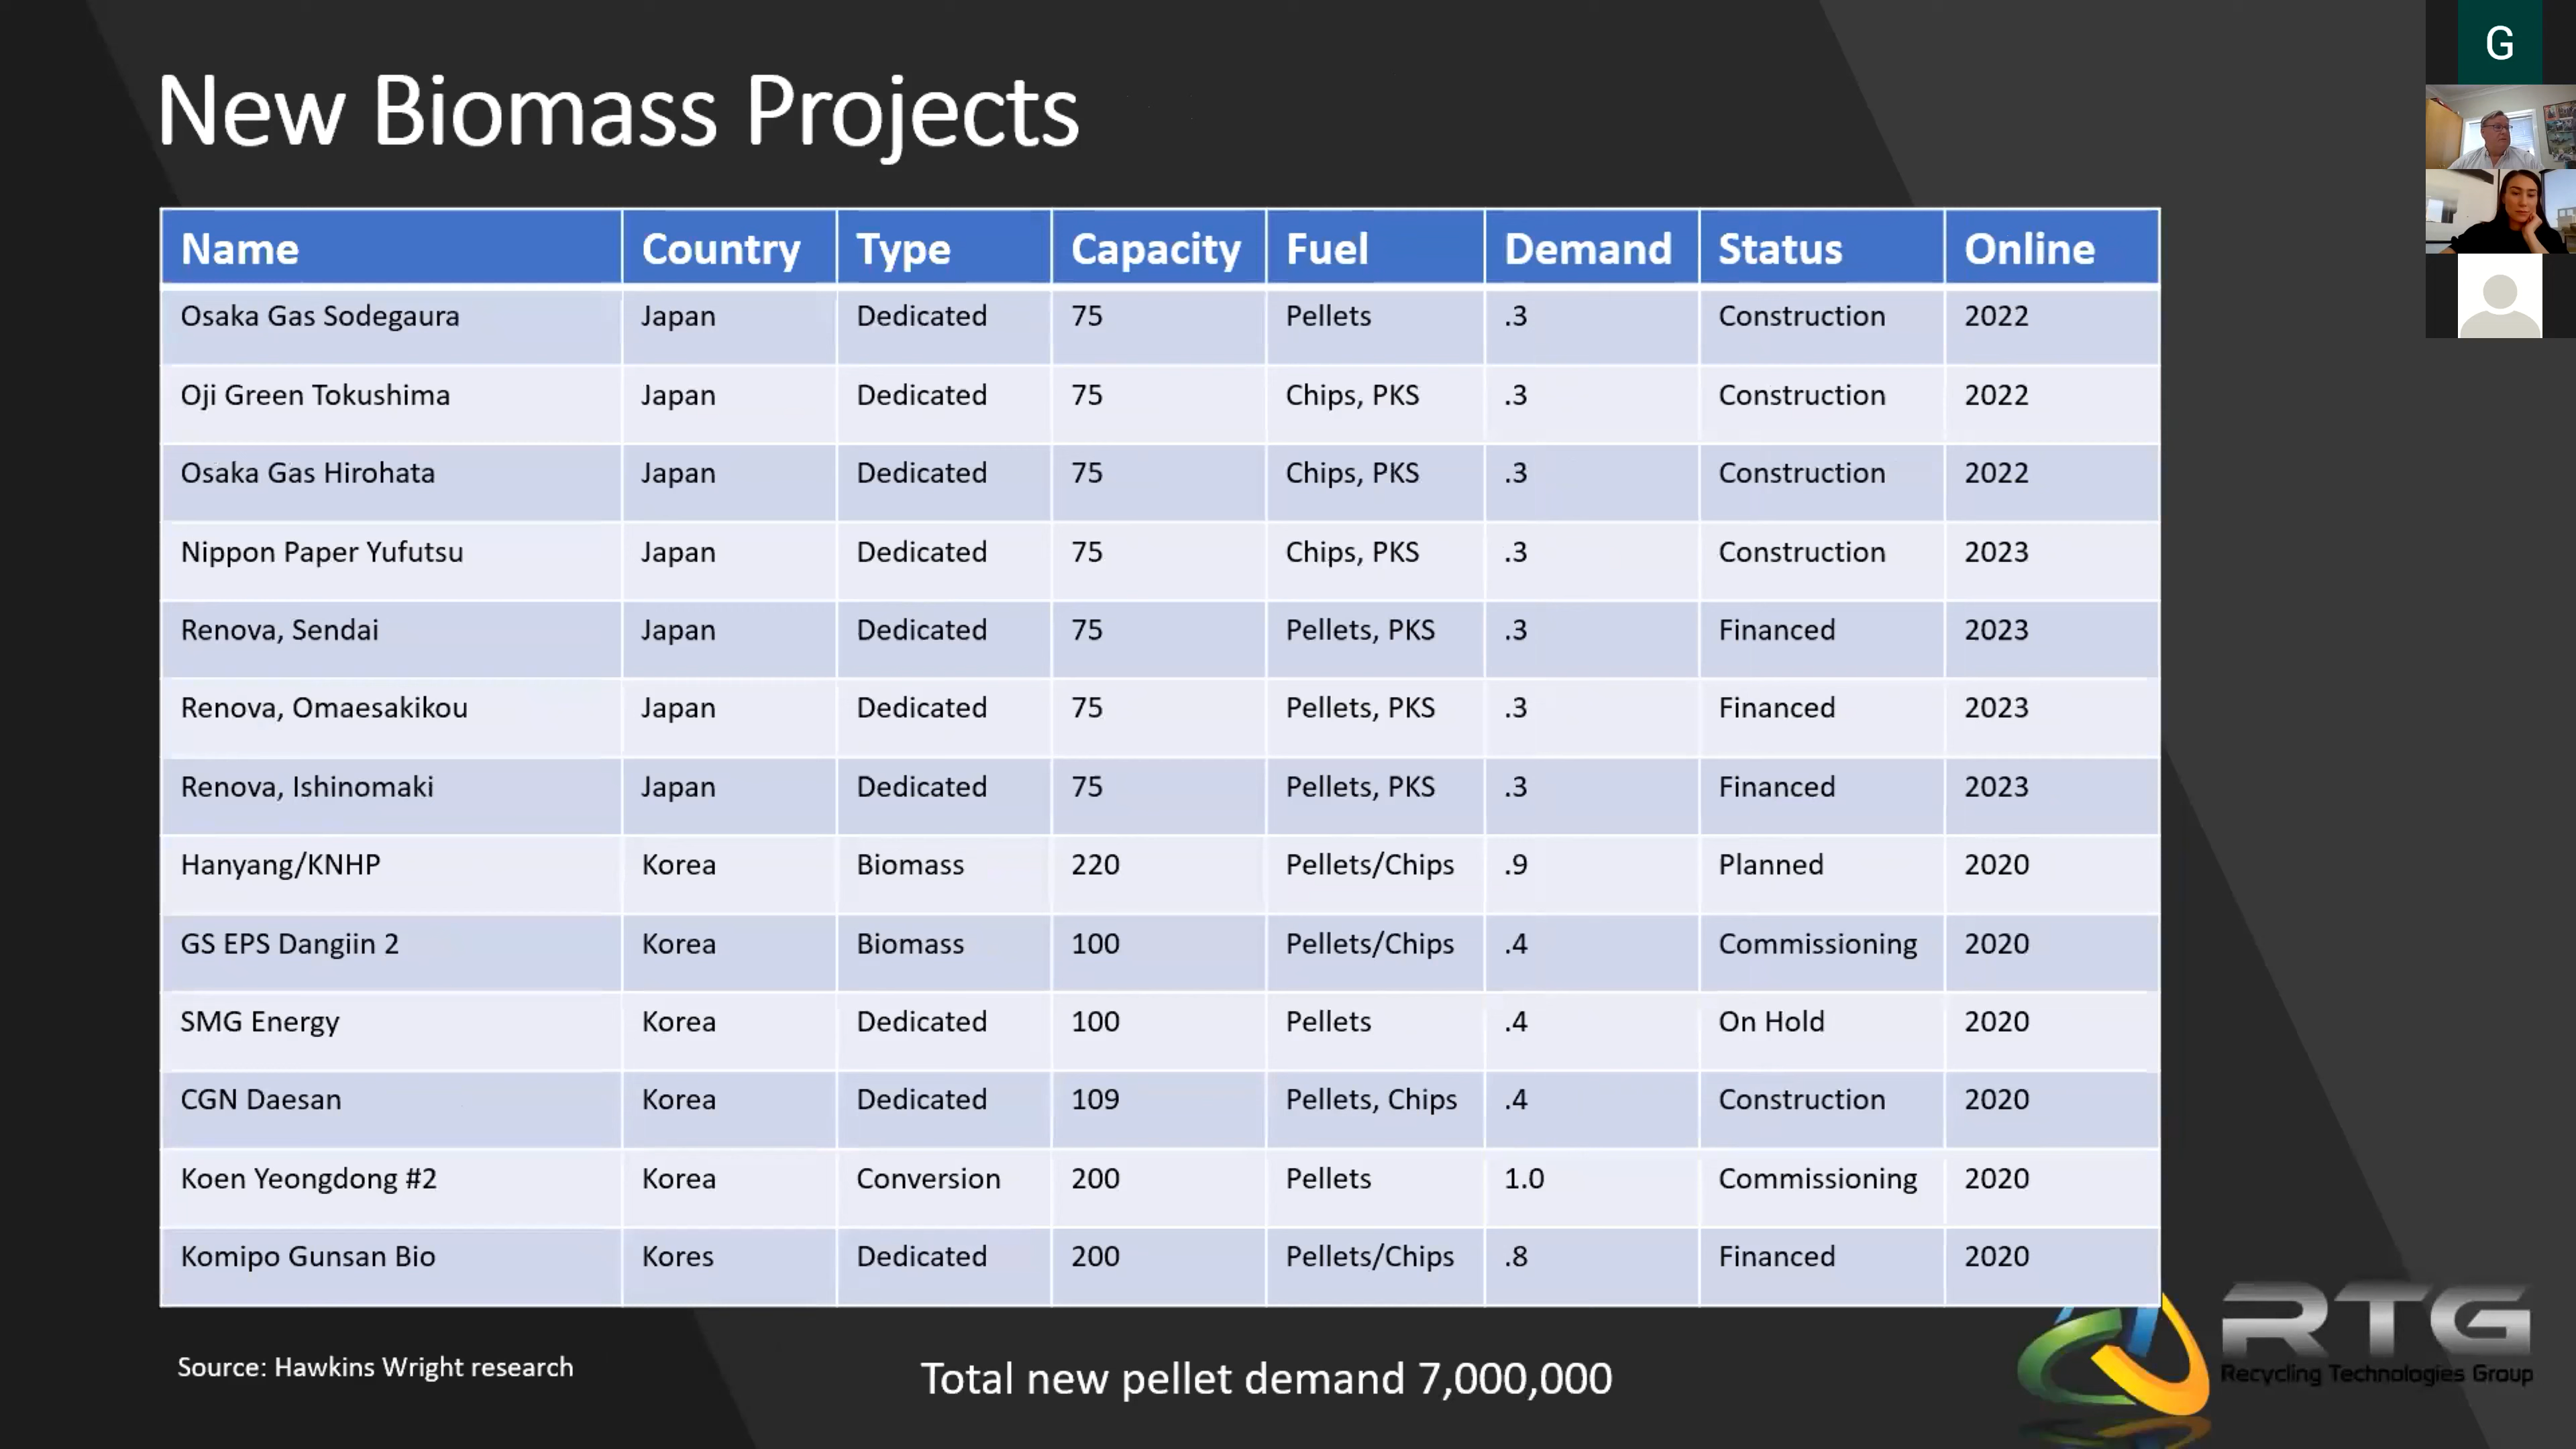 New Biomass Projects
G
Name Country Type Capacity Fuel Demand Status Online
Osaka Gas Sodegaura Japan Dedicated 75 Pellets .3 Construction 2022
Oji Green Tokushima Japan Dedicated 75 Chips, PKS .3 Construction 2022
Osaka Gas Hirohata Japan Dedicated 75 Chips, PKS .3 Construction 2022
Nippon Paper Yufutsu Japan Dedicated 75 Chips, PKS .3 Construction 2023
Renova, Sendai Japan Dedicated 75 Pellets, PKS .3 Financed 2023
Renova, Omaesakikou Japan Dedicated 75 Pellets, PKS .3 Financed 2023
Renova, Ishinomaki Japan Dedicated 75 Pellets, PKS .3 Financed 2023
Hanyang/KNHP Korea Biomass 220 Pellets/Chips .9 Planned 2020
GS EPS Dangiin 2 Korea Biomass 100 Pellets/Chips .4 Commissioning 2020
SMG Energy Korea Dedicated 100 Pellets .4 On Hold 2020
CGN Daesan Korea Dedicated 109 Pellets, Chips .4 Construction 2020
Koen Yeongdong #2 Korea Conversion 200 Pellets 1.0 Commissioning 2020
Komipo Gunsan Bio Kores Dedicated 200 Pellets/Chips .8 Financed 2020
Source: Hawkins Wright research
Total new pellet demand 7,000,000
RTG
Recycling Technologies Group